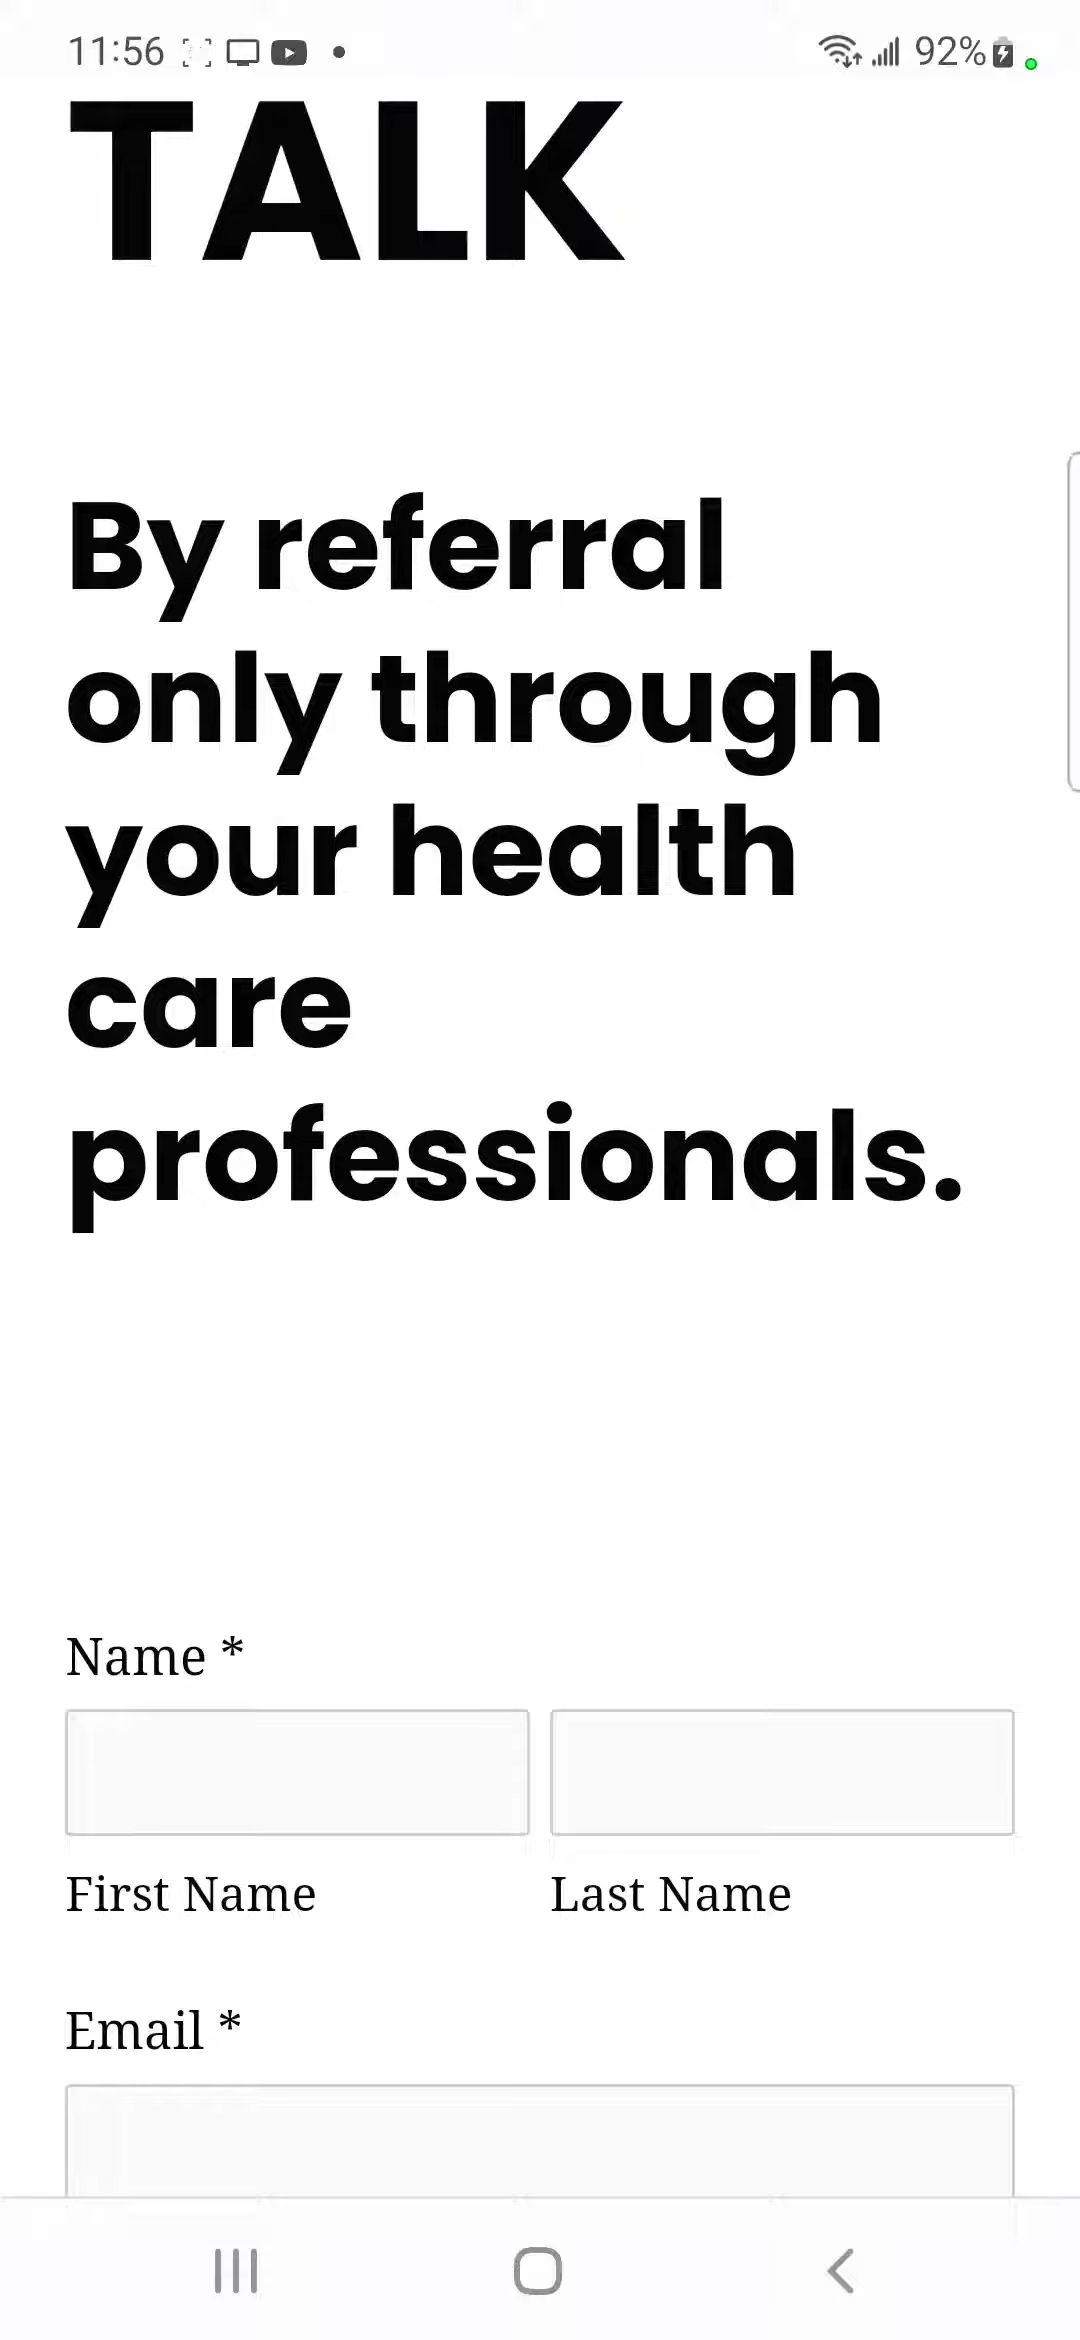 11:56 92%
TALK
By referral
only through
your health
care
professionals.
Name *
First Name Last Name
Email *